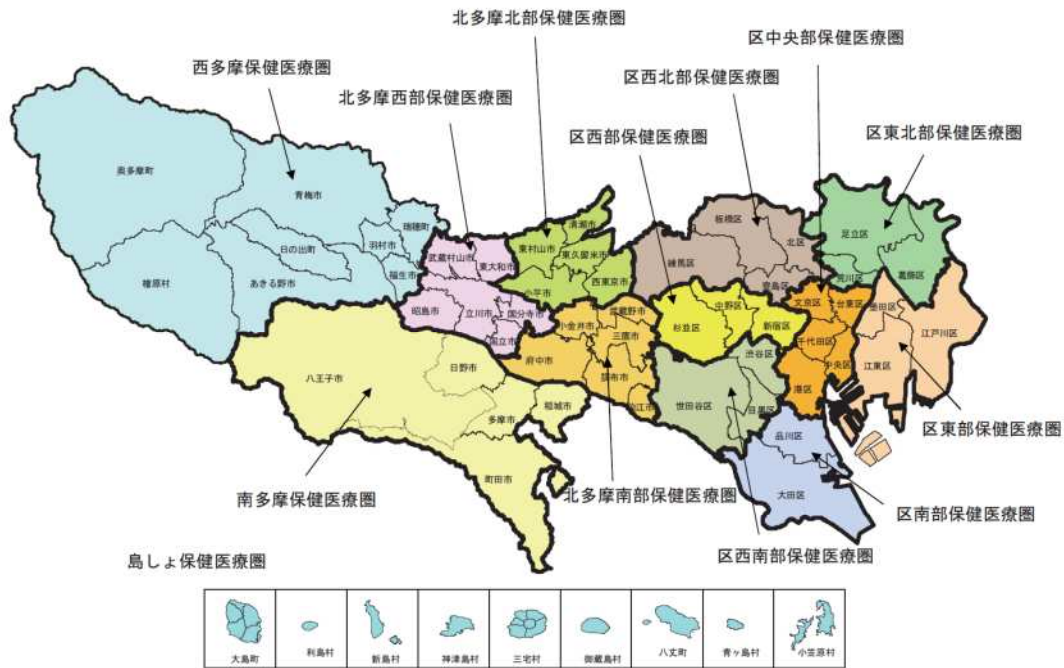 北多摩北部保健医療圏
区中央部保健医療圏
西多摩保健医療圏
区西北部保健医療圏
北多摩西部保健医療圏
区西部保健医療圏
区東北部保健医療圏
奥多摩町
青梅市
瑞穂町
羽村市
日の出町
福生市
あきる野市
檜原村
武蔵村山市
東大和市
昭島市
立川市
国分寺市
国立市
清瀬市
東村山市
東久留米市
小平市
西東京市
板橋区
北区
練馬区
豊島区
足立区
荒川区
葛飾区
武蔵野市
小金井市
三鷹市
府中市
調布市
狛江市
中野区
杉並区
新宿区
文京区
台東区
千代田区
中央区
港区
墨田区
江戸川区
江東区
渋谷区
世田谷区
目黒区
品川区
大田区
八王子市
日野市
多摩市
稲城市
町田市
区東部保健医療圏
南多摩保健医療圏
北多摩南部保健医療圏
区南部保健医療圏
区西南部保健医療圏
島しょ保健医療圏
大島町
利島村
新島村
神津島村
三宅村
御蔵島村
八丈町
青ヶ島村
小笠原村